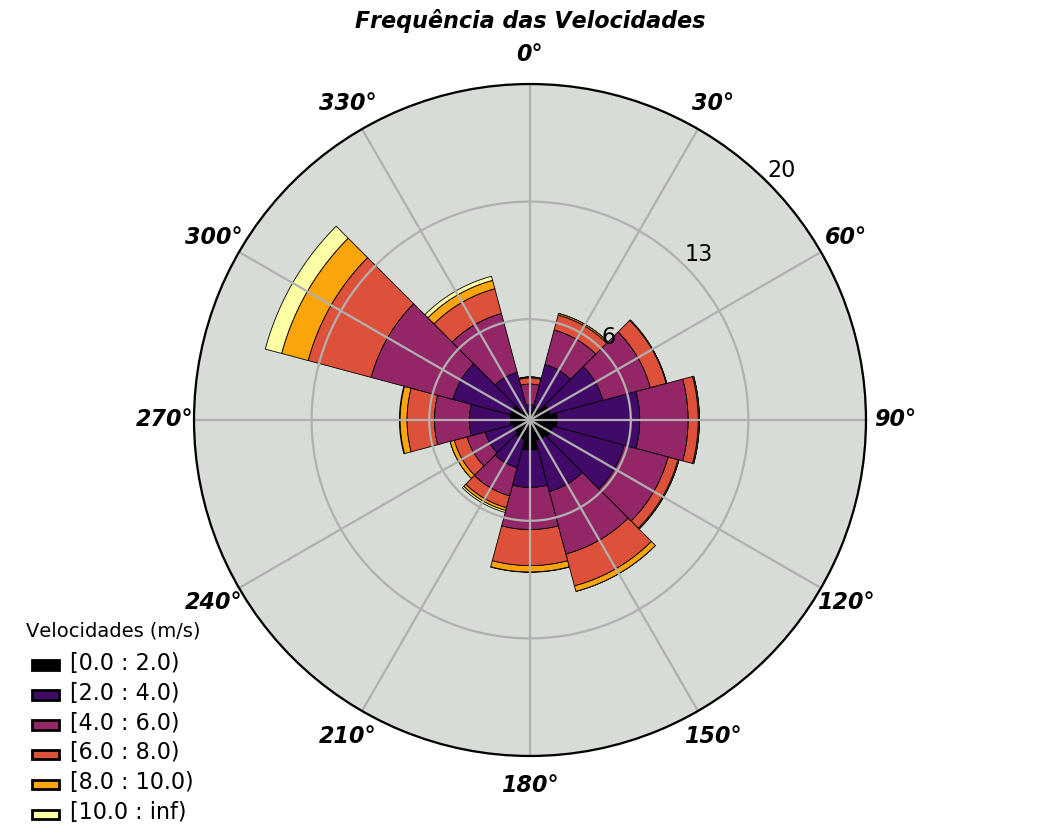 Frequência das Velocidades
0°
330°
30°
20
300°
60°
13
6
270°
90°
240°
120°
210°
150°
180°
Velocidades (m/s)
[0.0 : 2.0)
[2.0 : 4.0)
[4.0 : 6.0)
[6.0 : 8.0)
[8.0 : 10.0)
[10.0 : inf)